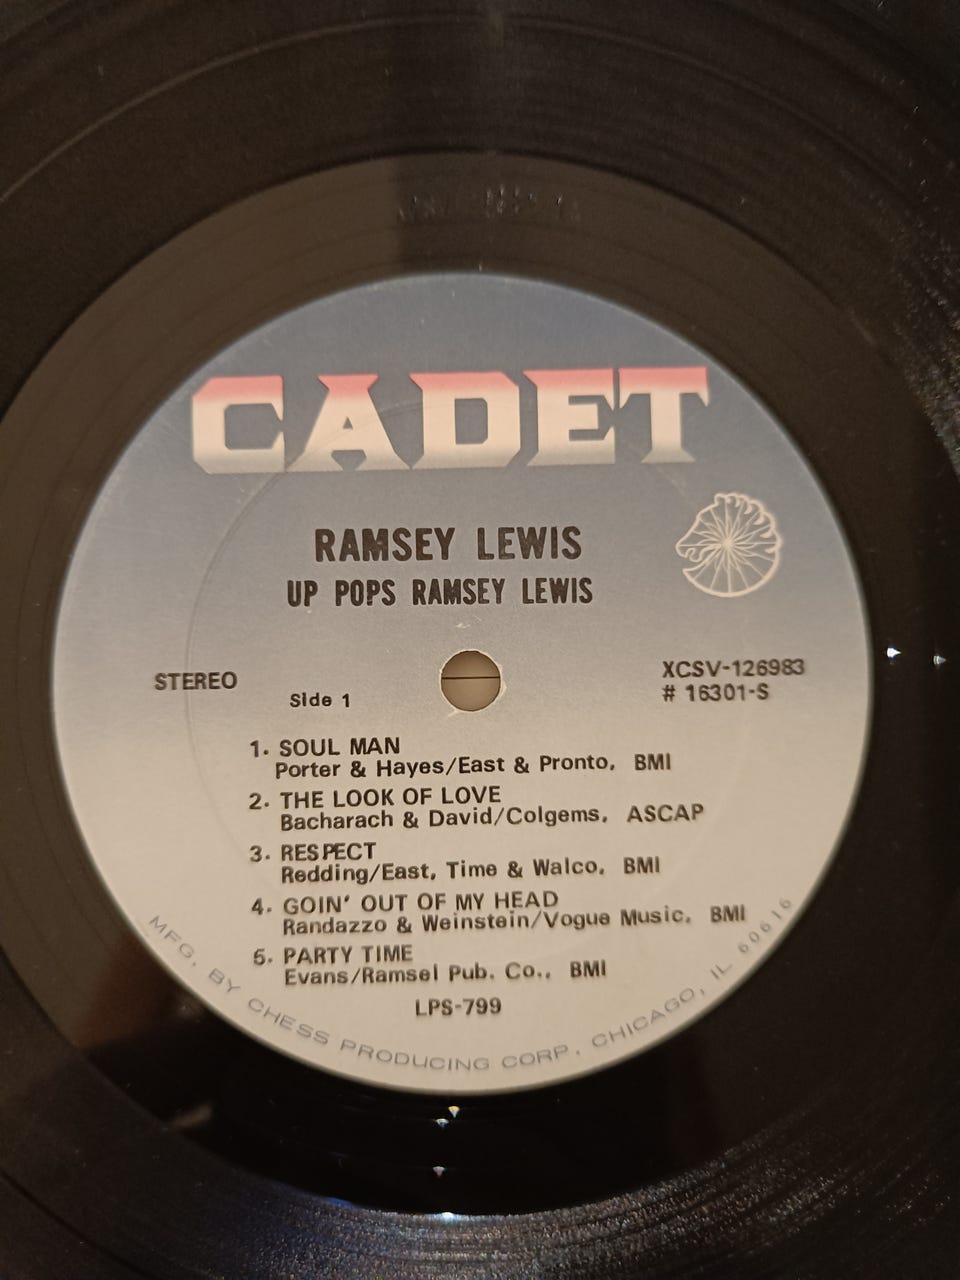 CADET
RAMSEY LEWIS
UP POPS RAMSEY LEWIS
STEREO
Side 1
XCSV-126983
# 16301-S
1. SOUL MAN
Porter & Hayes/East & Pronto, BMI
2. THE LOOK OF LOVE
Bacharach & David/Colgems, ASCAP
3. RESPECT
Redding/East, Time & Walco, BMI
4. GOIN' OUT OF MY HEAD
Randazzo & Weinstein/Vogue Music, BMI
5. PARTY TIME
Evans/Ramsel Pub. Co., BMI
LPS-799
MFG. BY CHESS PRODUCING CORP., CHICAGO, IL 60616